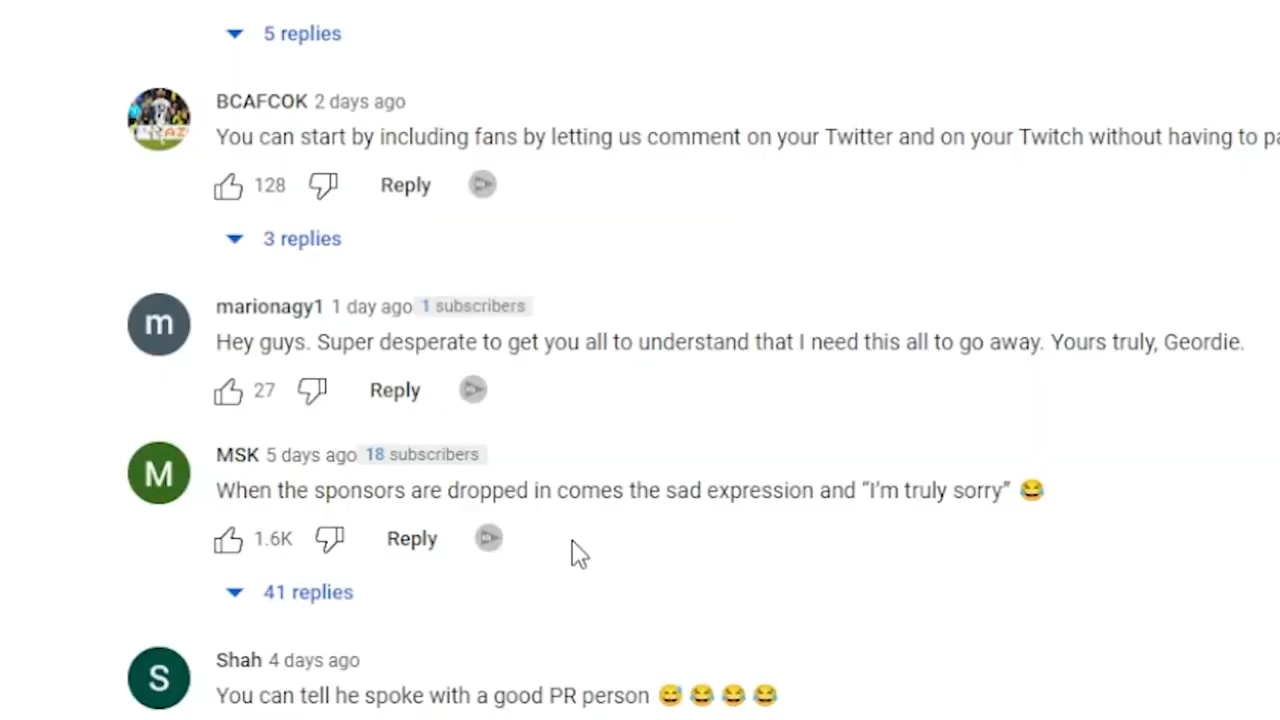 5 replies
BCAFCOK 2 days ago
You can start by including fans by letting us comment on your Twitter and on your Twitch without having to pa
128 Reply
3 replies
m
marionagy1 1 day ago 1 subscribers
Hey guys. Super desperate to get you all to understand that I need this all to go away. Yours truly, Geordie.
27 Reply
M
MSK 5 days ago 18 subscribers
When the sponsors are dropped in comes the sad expression and “I’m truly sorry” 😂
1.6K Reply
41 replies
S
Shah 4 days ago
You can tell he spoke with a good PR person 😅 😂 😂 😂